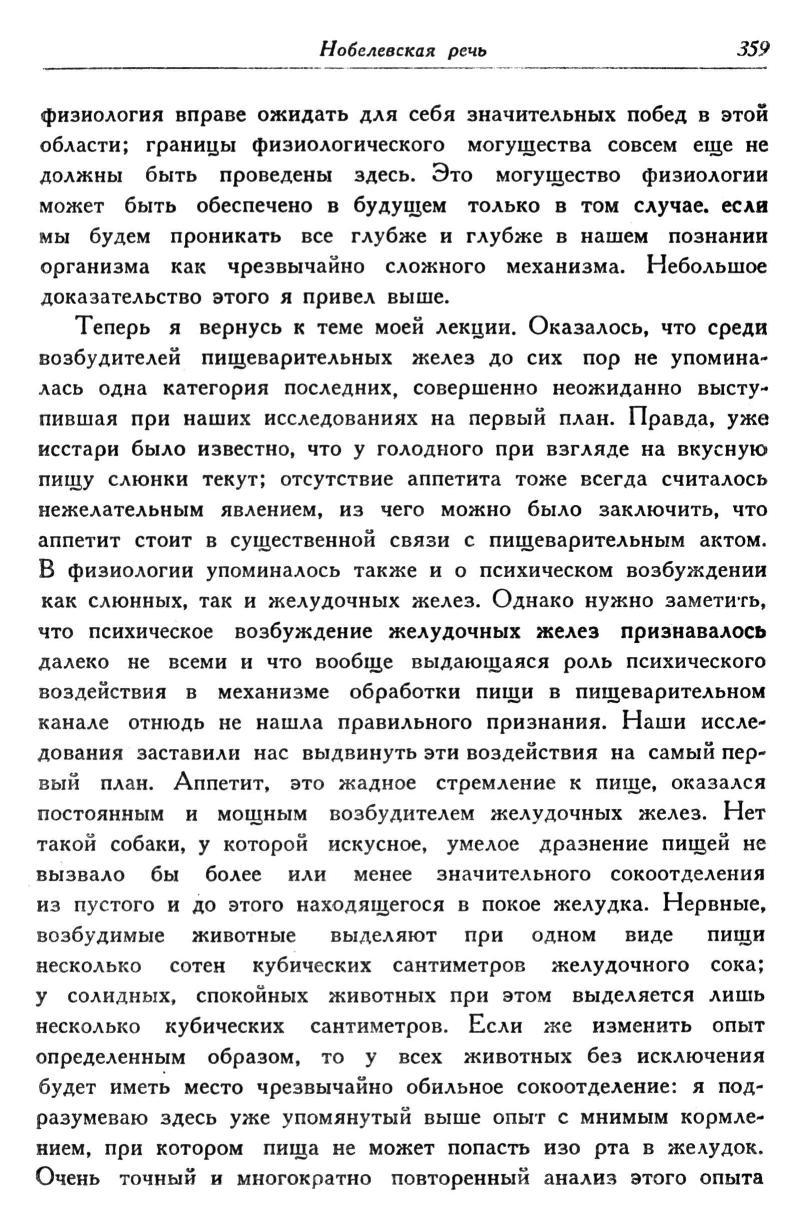 Нобелевская речь 359
физиология вправе ожидать для себя значительных побед в этой
области; границы физиологического могущества совсем еще не
должны быть проведены здесь. Это могущество физиологии
может быть обеспечено в будущем только в том случае. если
мы будем проникать все глубже и глубже в нашем познании
организма как чрезвычайно сложного механизма. Небольшое
доказательство этого я привел выше.
Теперь я вернусь к теме моей лекции. Оказалось, что среди
возбудителей пищеварительных желез до сих пор не упомина-
лась одна категория последних, совершенно неожиданно высту-
пившая при наших исследованиях на первый план. Правда, уже
исстари было известно, что у голодного при взгляде на вкусную
пищу слюнки текут; отсутствие аппетита тоже всегда считалось
нежелательным явлением, из чего можно было заключить, что
аппетит стоит в существенной связи с пищеварительным актом.
В физиологии упоминалось также и о психическом возбуждении
как слюнных, так и желудочных желез. Однако нужно заметить,
что психическое возбуждение желудочных желез признавалось
далеко не всеми и что вообще выдающаяся роль психического
воздействия в механизме обработки пищи в пищеварительном
канале отнюдь не нашла правильного признания. Наши иссле-
дования заставили нас выдвинуть эти воздействия на самый пер-
вый план. Аппетит, это жадное стремление к пище, оказался
постоянным и мощным возбудителем желудочных желез. Нет
такой собаки, у которой искусное, умелое дразнение пищей не
вызвало бы более или менее значительного сокоотделения
из пустого и до этого находящегося в покое желудка. Нервные,
возбудимые животные выделяют при одном виде пищи
несколько сотен кубических сантиметров желудочного сока;
у солидных, спокойных животных при этом выделяется лишь
несколько кубических сантиметров. Если же изменить опыт
определенным образом, то у всех животных без исключения
будет иметь место чрезвычайно обильное сокоотделение: я под-
разумеваю здесь уже упомянутый выше опыт с мнимым кормле-
нием, при котором пища не может попасть изо рта в желудок.
Очень точный и многократно повторенный анализ этого опыта